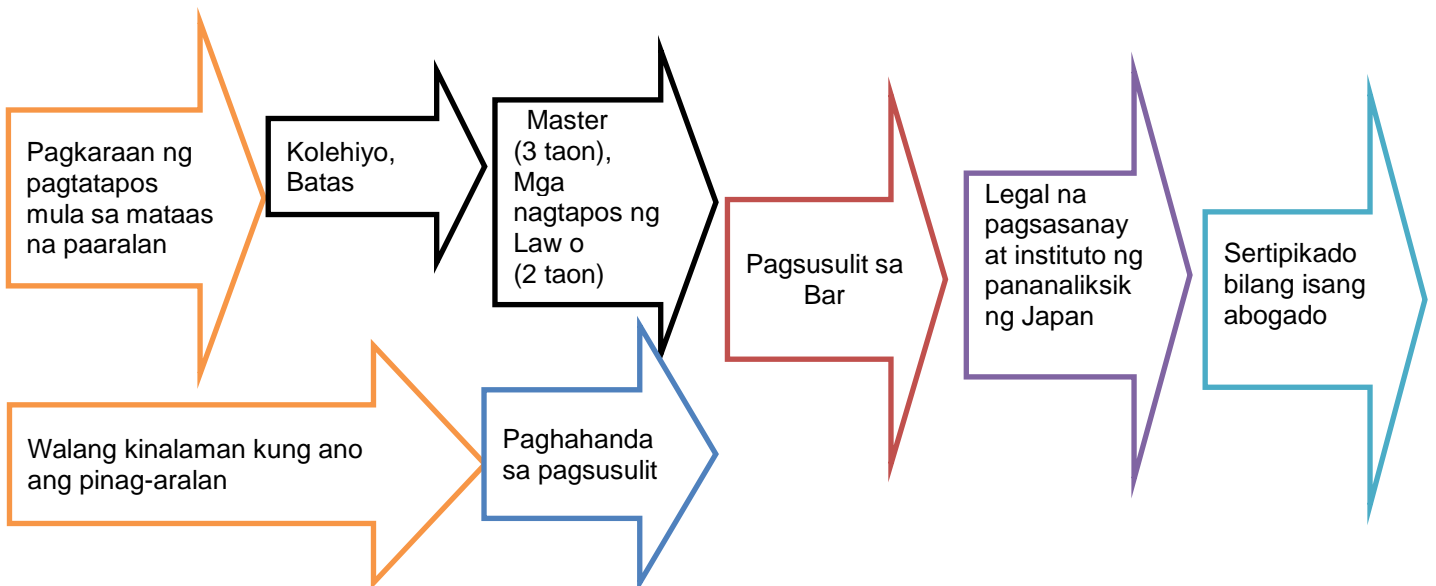 Pagkaraan ng
pagtatapos
mula sa mataas
na paaralan
Kolehiyo,
Batas
Master
(3 taon),
Mga
nagtapos ng
Law o
(2 taon)
Pagsusulit sa
Bar
Legal na
pagsasanay
at instituto ng
pananaliksik
ng Japan
Sertipikado
bilang isang
abogado
Walang kinalaman kung ano
ang pinag-aralan
Paghahanda
sa pagsusulit